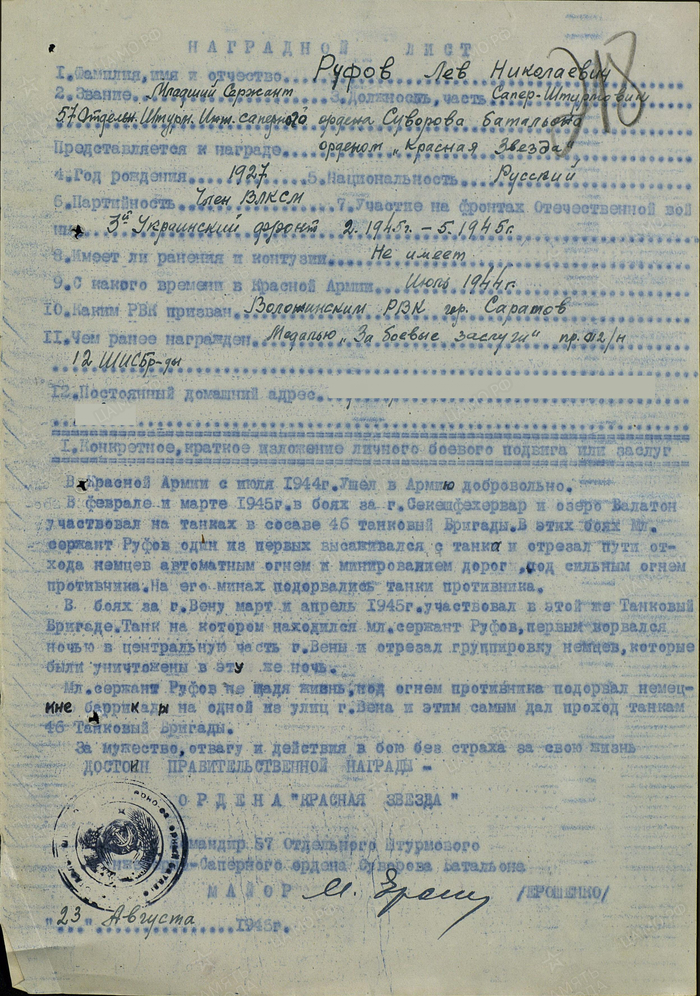 НАГРАДНОЙ ЛИСТ
1.Фамилия,имя и отчество Руфов Лев Николаевич
2.Звание Младший Сержант 3.Должность, часть Сапер-Штурмовик
57 Отделн. Штурм. Инж. саперного ордена Суворова батальона
Представляется к награде орденом „Красная Звезда"
4.Год рождения 1927 5.Национальность Русский
6.Партийность Член ВЛКСМ 7.Участие на фронтах Отечественной вой
ны 3й Украинский фронт 2.1945г. – 5.1945г.
8.Имеет ли ранения и контузии Не имеет
9.С какого времени в Красной Армии Июль 1944г.
10.Каким РВК призван Воложинским РВК гор. Саратов
11.Чем ранее награжден Медалью „За боевые заслуги" пр.
12 ШИСБр-ды
12.Постоянный домашний адрес
I.Конкретное,краткое изложение личного боевого подвига или заслуг
В Красной Армии с июля 1944г.Ушел в Армию добровольно.
В феврале и марте 1945г.в боях за г.Секешфехервар и озеро Балатон
участвовал на танках в сосаве 46 танковый Бригады.В этих боях Мл.
сержант Руфов один из первых высаживался с танка и отрезал пути от-
хода немцев автоматным огнем и минированием дорог под сильным огнем
противника.На его минах подорвались танки противника.
В боях за г.Вену март и апрель 1945г.участвовал в этой же Танковый
Бригаде.Танк на котором находился мл.сержант Руфов,первым ворвался
ночью в центральную часть г.Вены и отрезал группировку немцев,которые
были уничтожены в эту же ночь.
Мл.сержант Руфов не щадя жизнь,под огнем противника подорвал немец-
кие баррикады на одной из улиц г.Вена и этим самым дал проход танкам
46 Танковый Бригады.
За мужество,отвагу и действия в бою без страха за свою жизнь
ДОСТОИН ПРАВИТЕЛЬСТВЕННОЙ НАГРАДЫ -
ОРДЕНА "КРАСНАЯ ЗВЕЗДА"
Командир 57 Отдельного Штурмового
-Саперного ордена Суворова Батальона
МАЙОР /ЕРОШЕНКО/
"23" Августа 1945г.